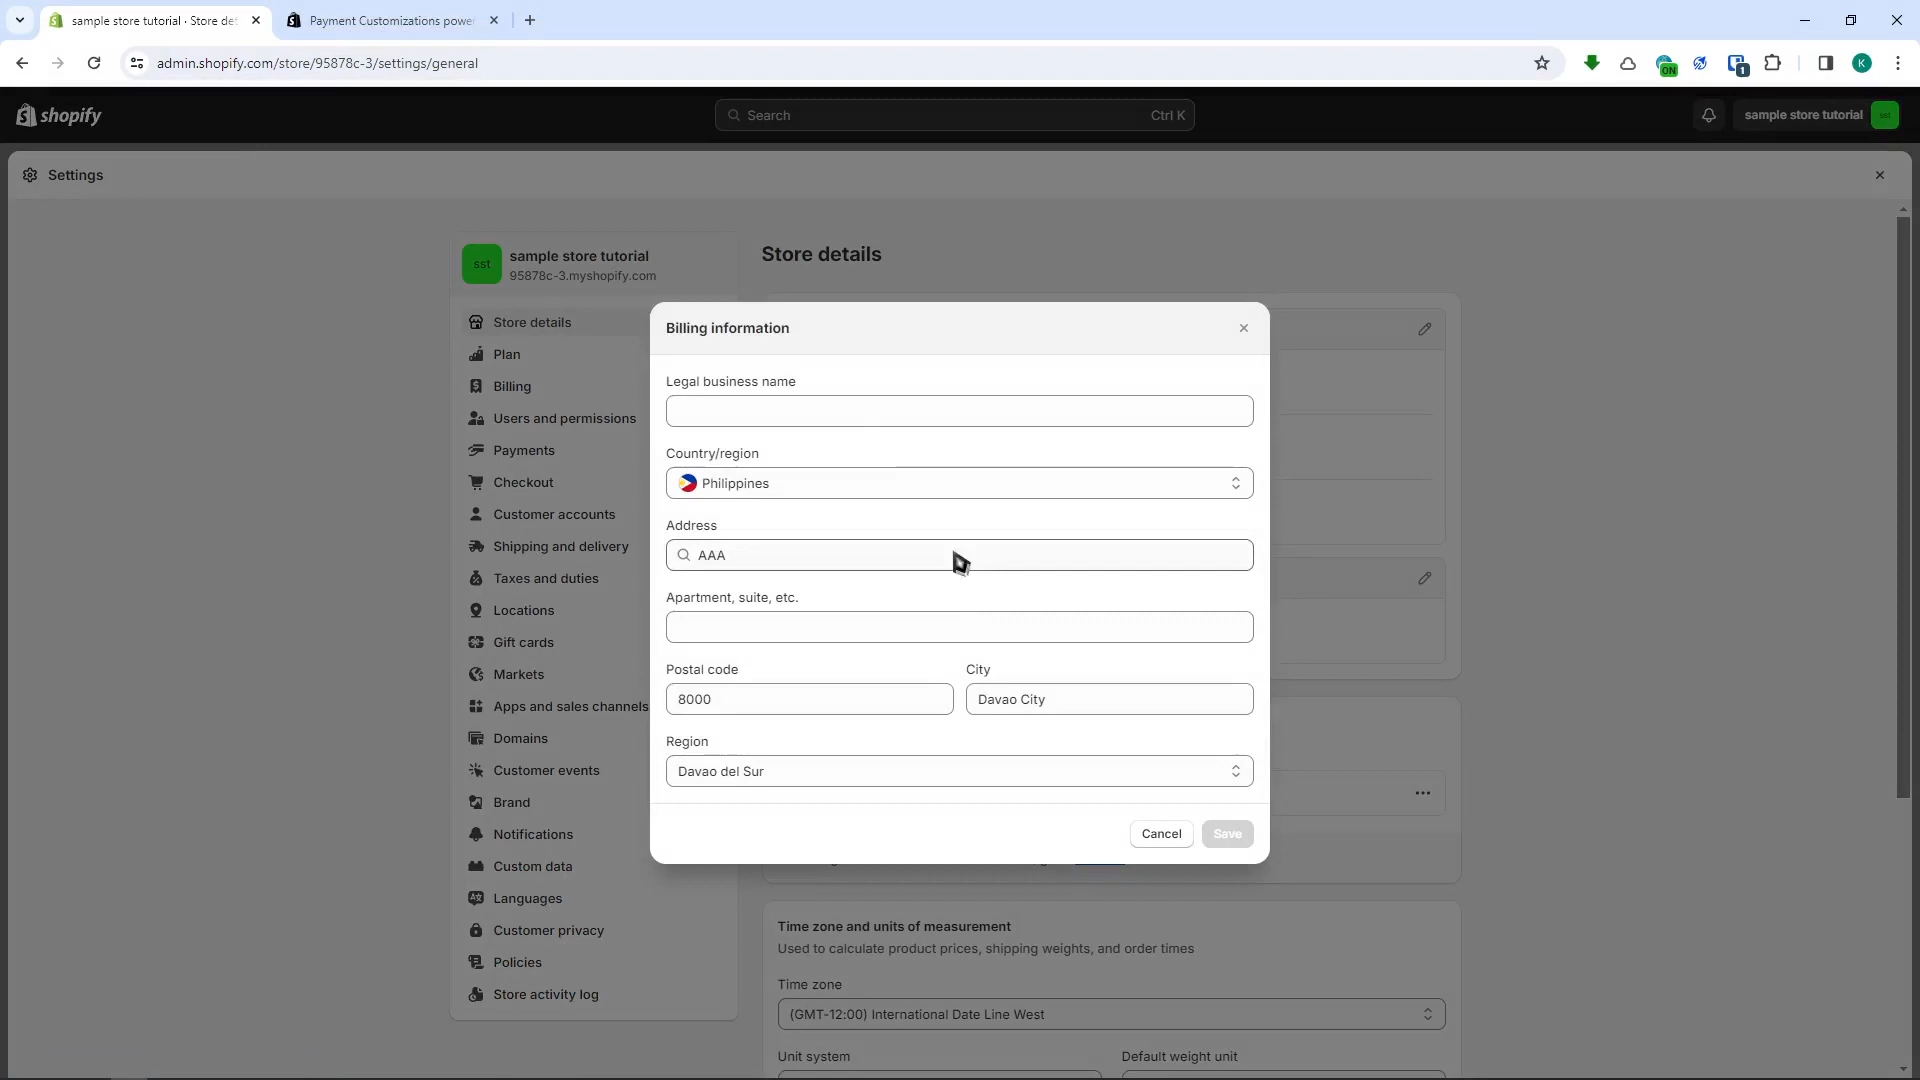 sample store tutorial · Store det
Payment Customizations powe
admin.shopify.com/store/95878c-3/settings/general
ON
1
K
shopify
Search
Ctrl K
sample store tutorial
sst
Settings
sst
sample store tutorial
95878c-3.myshopify.com
Store details
Store details
Plan
Billing
Users and permissions
Payments
Checkout
Customer accounts
Shipping and delivery
Taxes and duties
Locations
Gift cards
Markets
Apps and sales channels
Domains
Customer events
Brand
Notifications
Custom data
Languages
Customer privacy
Policies
Store activity log
Billing information
Legal business name
Country/region
Philippines
Address
AAA
Apartment, suite, etc.
Postal code
City
8000
Davao City
Region
Davao del Sur
Cancel
Save
Time zone and units of measurement
Used to calculate product prices, shipping weights, and order times
Time zone
(GMT-12:00) International Date Line West
Unit system
Default weight unit